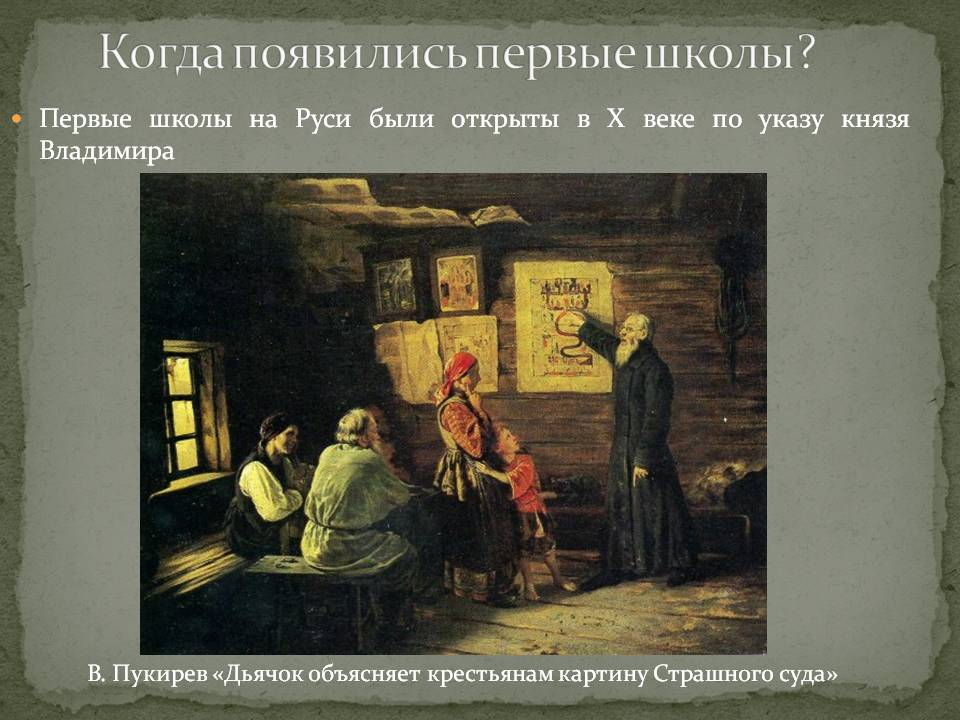 Когда появились первые школы?
Первые школы на Руси были открыты в X веке по указу князя
Владимира
В. Пукирев «Дьячок объясняет крестьянам картину Страшного суда»